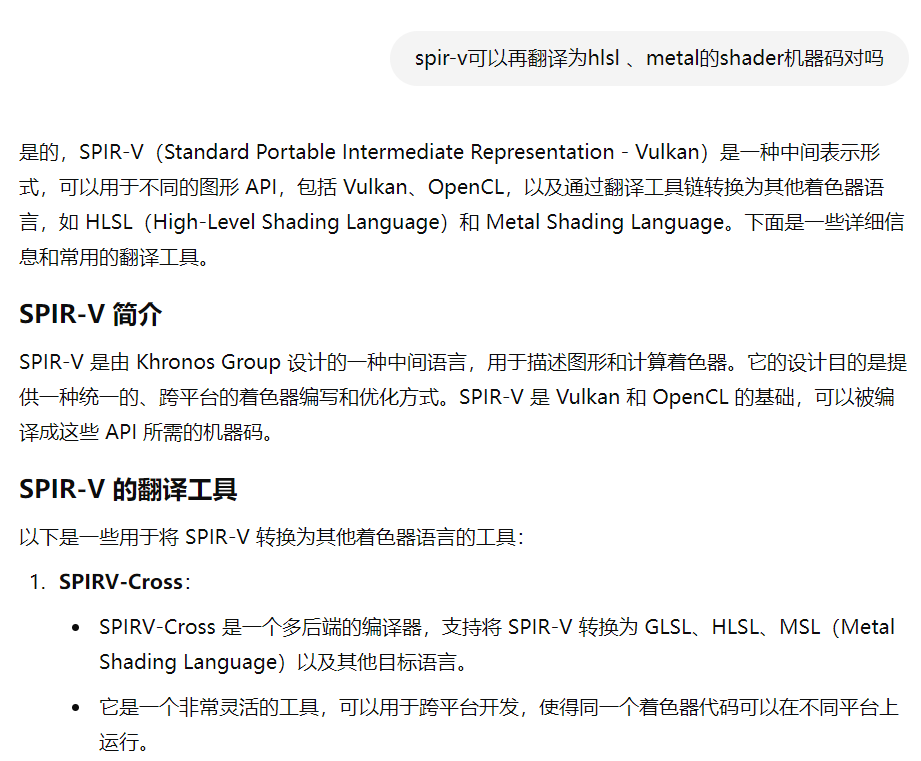 spir-v可以再翻译为hlsl 、metal的shader机器码对吗
是的，SPIR-V（Standard Portable Intermediate Representation - Vulkan）是一种中间表示形
式，可以用于不同的图形 API，包括 Vulkan、OpenCL，以及通过翻译工具链转换为其他着色器语
言，如 HLSL（High-Level Shading Language）和 Metal Shading Language。下面是一些详细信
息和常用的翻译工具。
SPIR-V 简介
SPIR-V 是由 Khronos Group 设计的一种中间语言，用于描述图形和计算着色器。它的设计目的是提
供一种统一的、跨平台的着色器编写和优化方式。SPIR-V 是 Vulkan 和 OpenCL 的基础，可以被编
译成这些 API 所需的机器码。
SPIR-V 的翻译工具
以下是一些用于将 SPIR-V 转换为其他着色器语言的工具：
1. SPIRV-Cross：
• SPIRV-Cross 是一个多后端的编译器，支持将 SPIR-V 转换为 GLSL、HLSL、MSL（Metal
Shading Language）以及其他目标语言。
• 它是一个非常灵活的工具，可以用于跨平台开发，使得同一个着色器代码可以在不同平台上
运行。